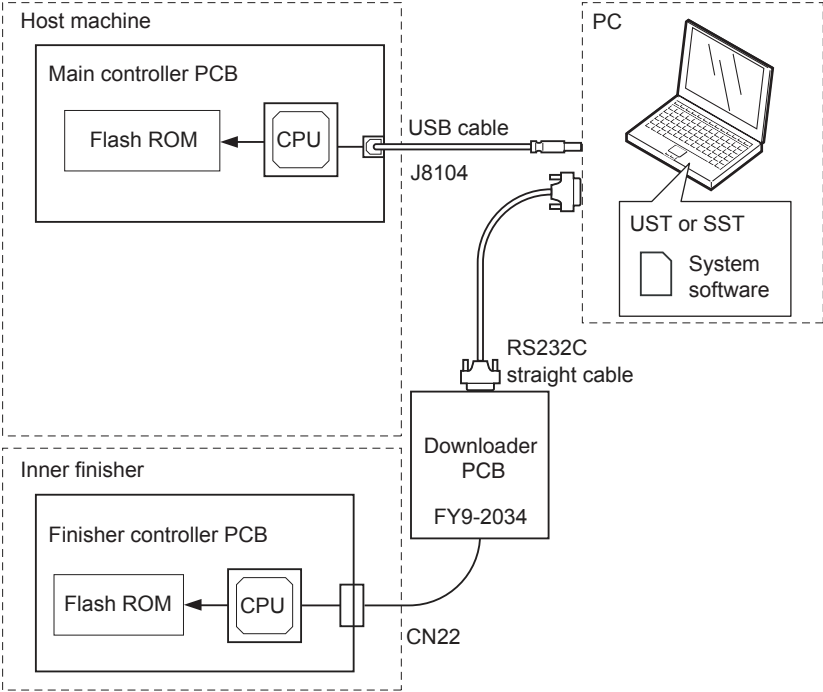 Host machine
Main controller PCB
Flash ROM
CPU
USB cable
J8104
PC
UST or SST
System
software
RS232C
straight cable
Downloader
PCB
FY9-2034
Inner finisher
Finisher controller PCB
Flash ROM
CPU
CN22